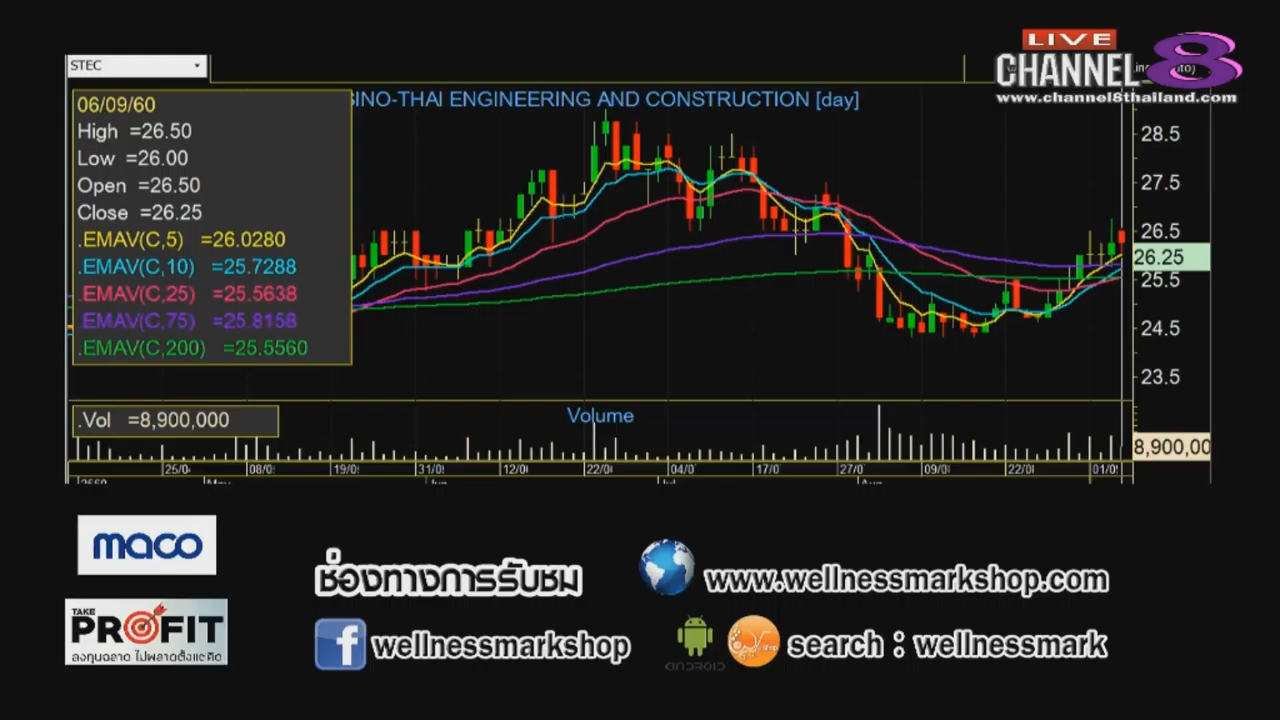 LIVE
CHANNEL 8
www.channel8thailand.com
STEC
SINO-THAI ENGINEERING AND CONSTRUCTION [day]
06/09/60
High =26.50
Low =26.00
Open =26.50
Close =26.25
.EMAV(C,5) =26.0280
.EMAV(C,10) =25.7288
.EMAV(C,25) =25.5638
.EMAV(C,75) =25.8158
.EMAV(C,200) =25.5560
28.5
27.5
26.5
26.25
25.5
24.5
23.5
.Vol =8,900,000
Volume
8,900,00
25/0 08/0 19/0 31/0 12/0 22/0 04/0 17/0 27/0 09/0 22/0 01/0
maco
TAKE
PROFIT
ลงทุนฉลาด ไม่พลาดตั้งแต่คิด
ช่องทางการรับชม
www.wellnessmarkshop.com
wellnessmarkshop
ANDROID
search : wellnessmark